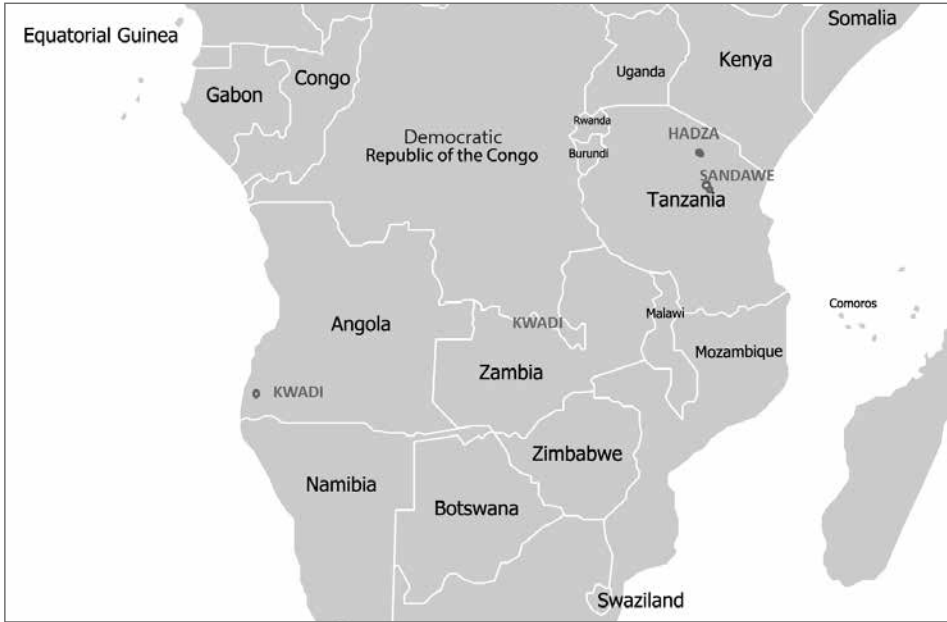 Somalia
Equatorial Guinea
Congo
Kenya
Uganda
Gabon
Rwanda
HADZA
Democratic
Republic of the Congo
Burundi
SANDAWE
Tanzania
Comoros
Malawi
Angola
KWADI
Mozambique
Zambia
KWADI
Zimbabwe
Namibia
Botswana
Swaziland